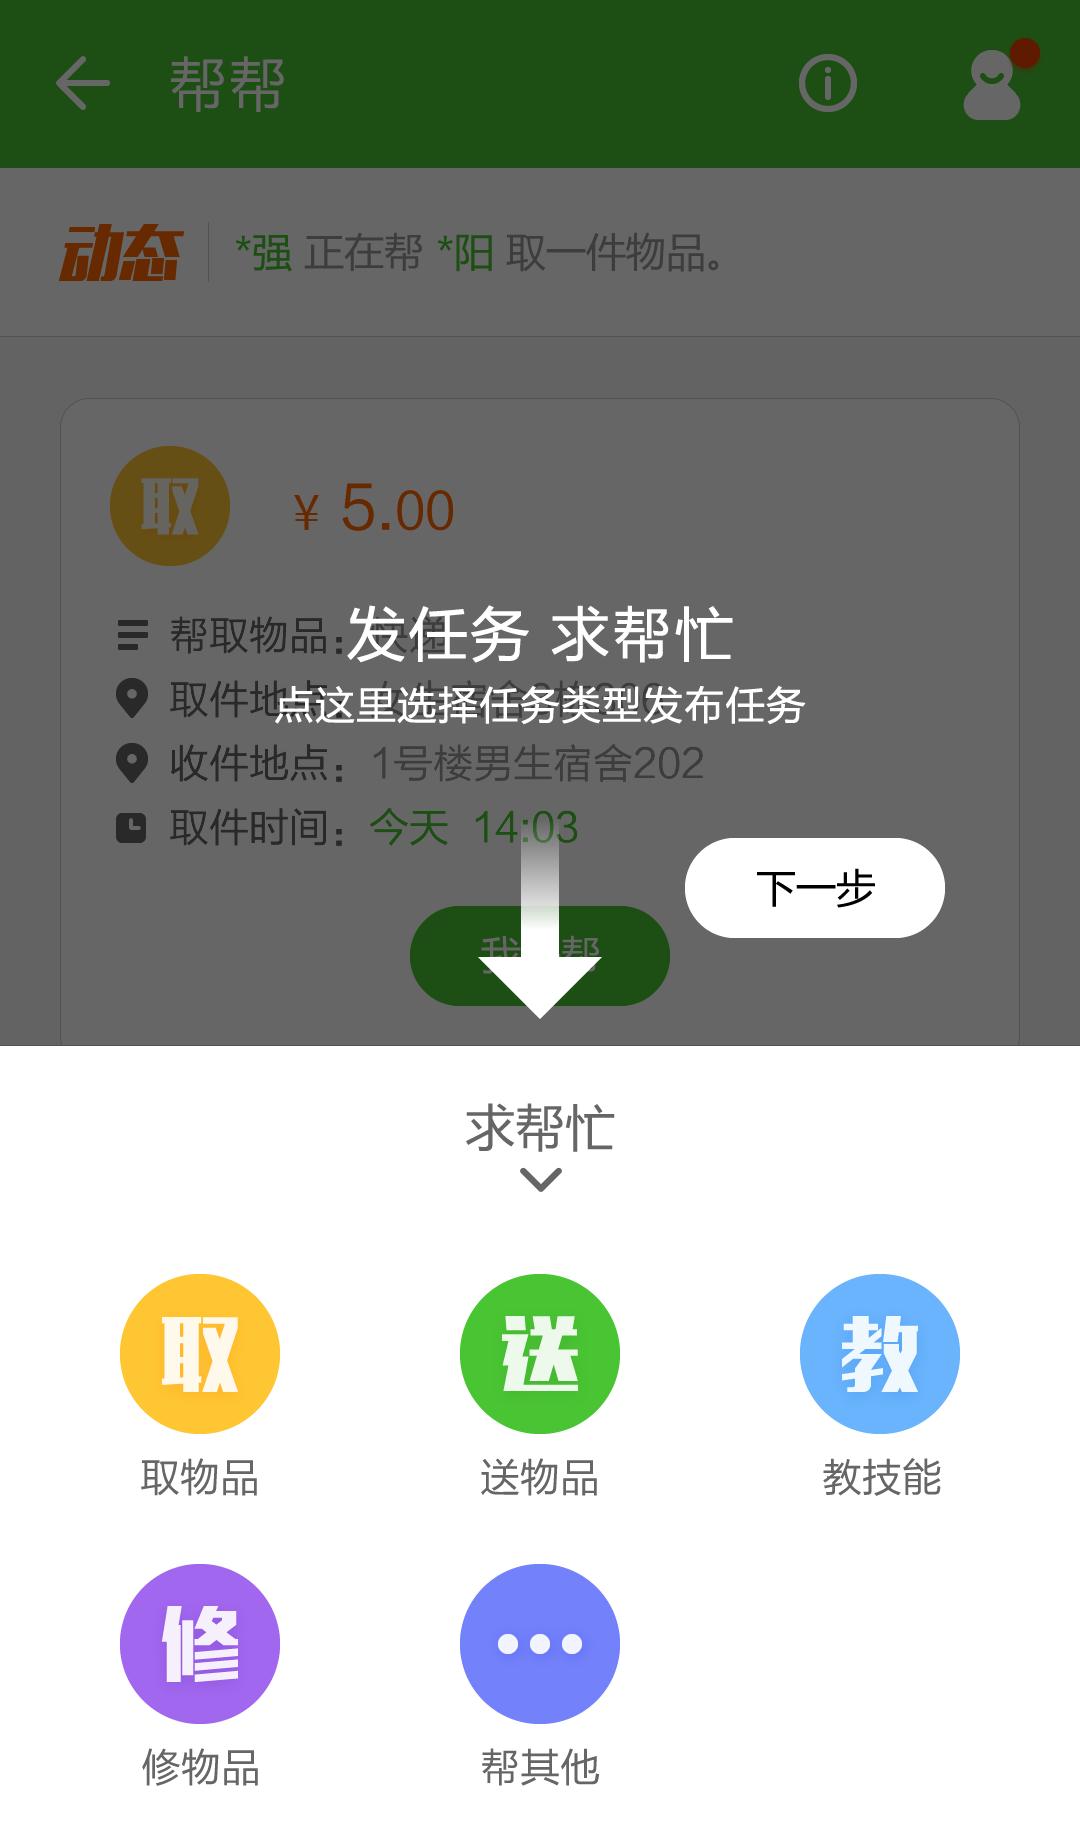 帮帮
动态 *强 正在帮 *阳 取一件物品。
取 ¥ 5.00
发任务 求帮忙
帮取物品：快递
点这里选择任务类型发布任务
取件地点：
收件地点： 1号楼男生宿舍202
取件时间： 今天 14:03
下一步
我 帮
求帮忙
取 送 教
取物品 送物品 教技能
修
修物品 帮其他